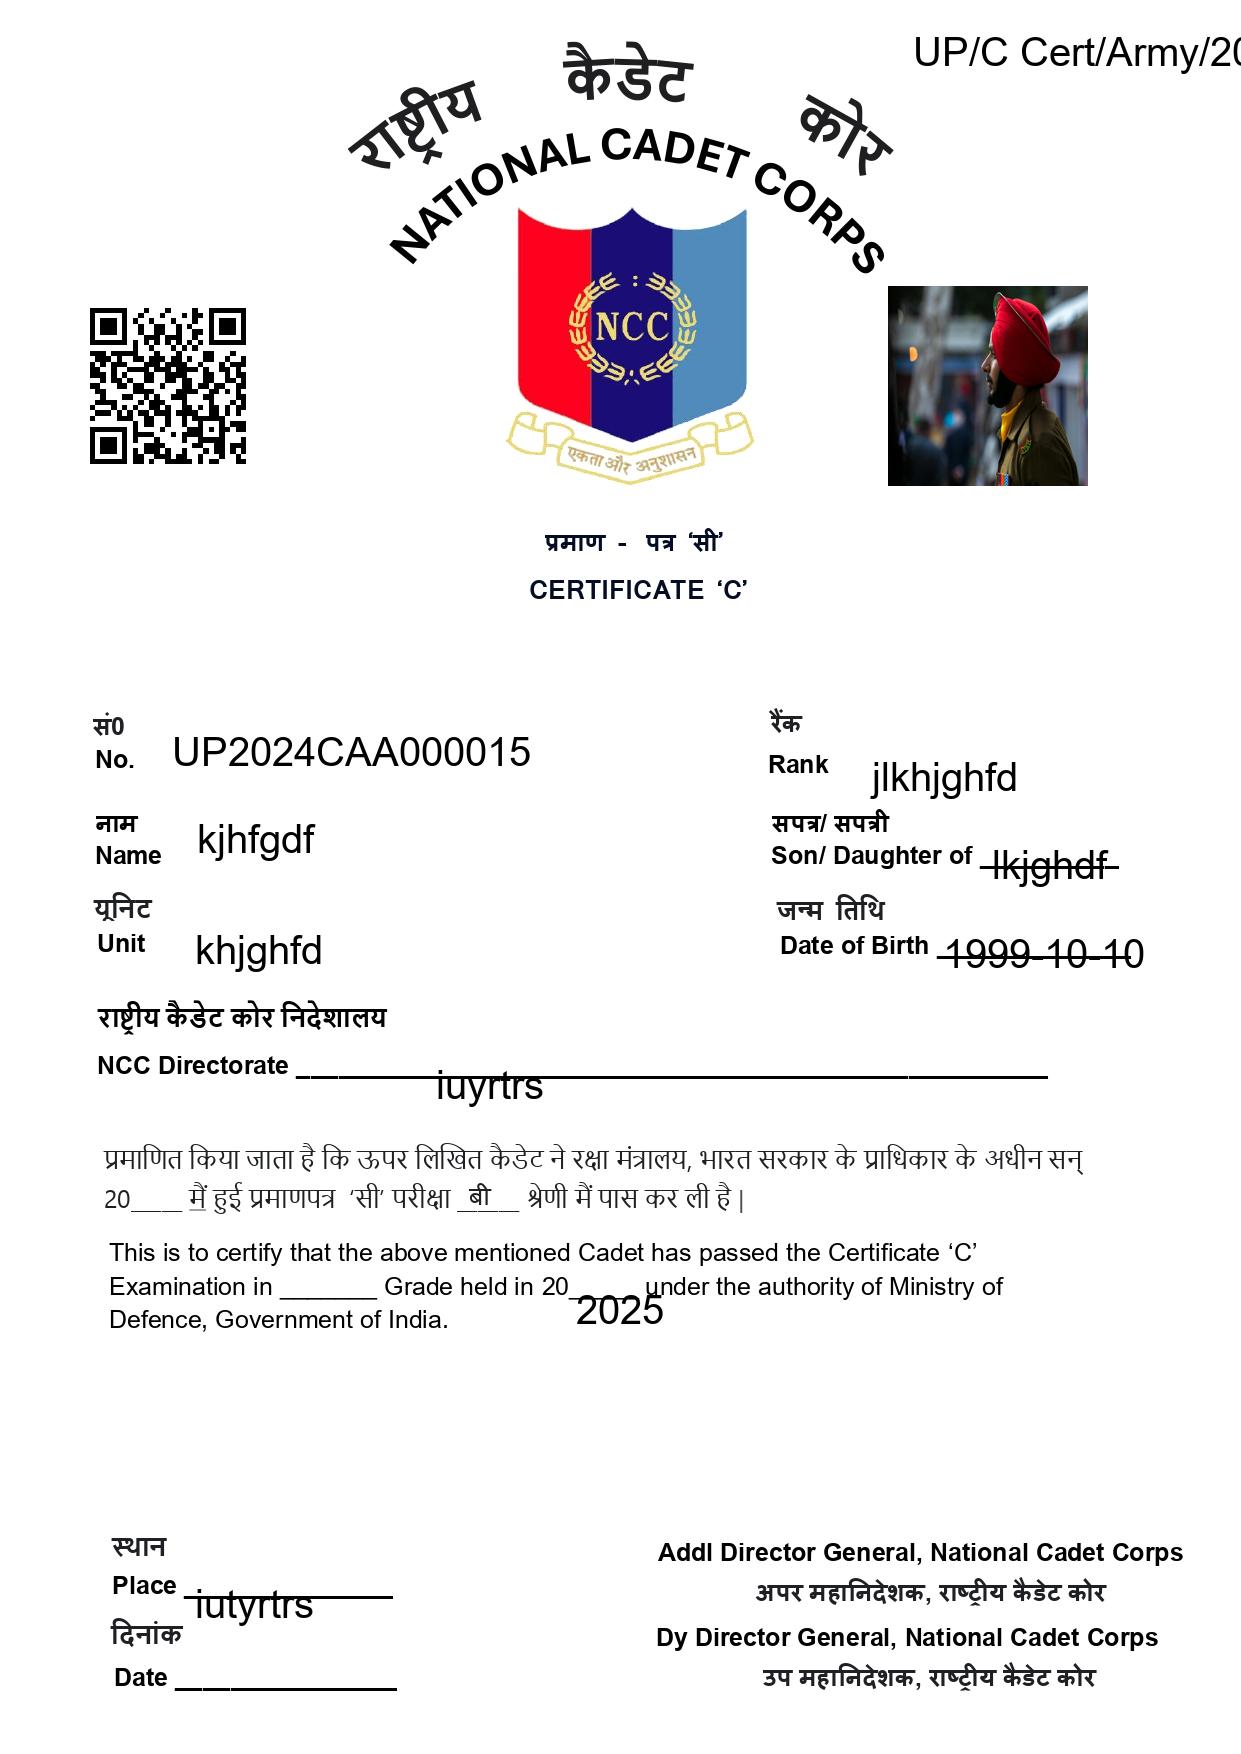 UP/C Cert/Army/20
राष्ट्रीय कैडेट कोर
NATIONAL CADET CORPS
NCC
एकता और अनुशासन
प्रमाण - पत्र ‘सी’
CERTIFICATE ‘C’
सं0
No. UP2024CAA000015
रैंक
Rank jlkhjghfd
नाम
Name kjhfgdf
सपत्र/ सपत्री
Son/ Daughter of lkjghdf
यूनिट
Unit khjghfd
जन्म तिथि
Date of Birth 1999-10-10
राष्ट्रीय कैडेट कोर निदेशालय
NCC Directorate iuyrtrs
प्रमाणित किया जाता है कि ऊपर लिखित कैडेट ने रक्षा मंत्रालय, भारत सरकार के प्राधिकार के अधीन सन्
20____ मैं हुई प्रमाणपत्र ‘सी’ परीक्षा बी श्रेणी मैं पास कर ली है |
This is to certify that the above mentioned Cadet has passed the Certificate ‘C’
Examination in _______ Grade held in 20_____ under the authority of Ministry of
2025
Defence, Government of India.
स्थान
Place iutyrtrs
दिनांक
Date ________________
Addl Director General, National Cadet Corps
अपर महानिदेशक, राष्ट्रीय कैडेट कोर
Dy Director General, National Cadet Corps
उप महानिदेशक, राष्ट्रीय कैडेट कोर